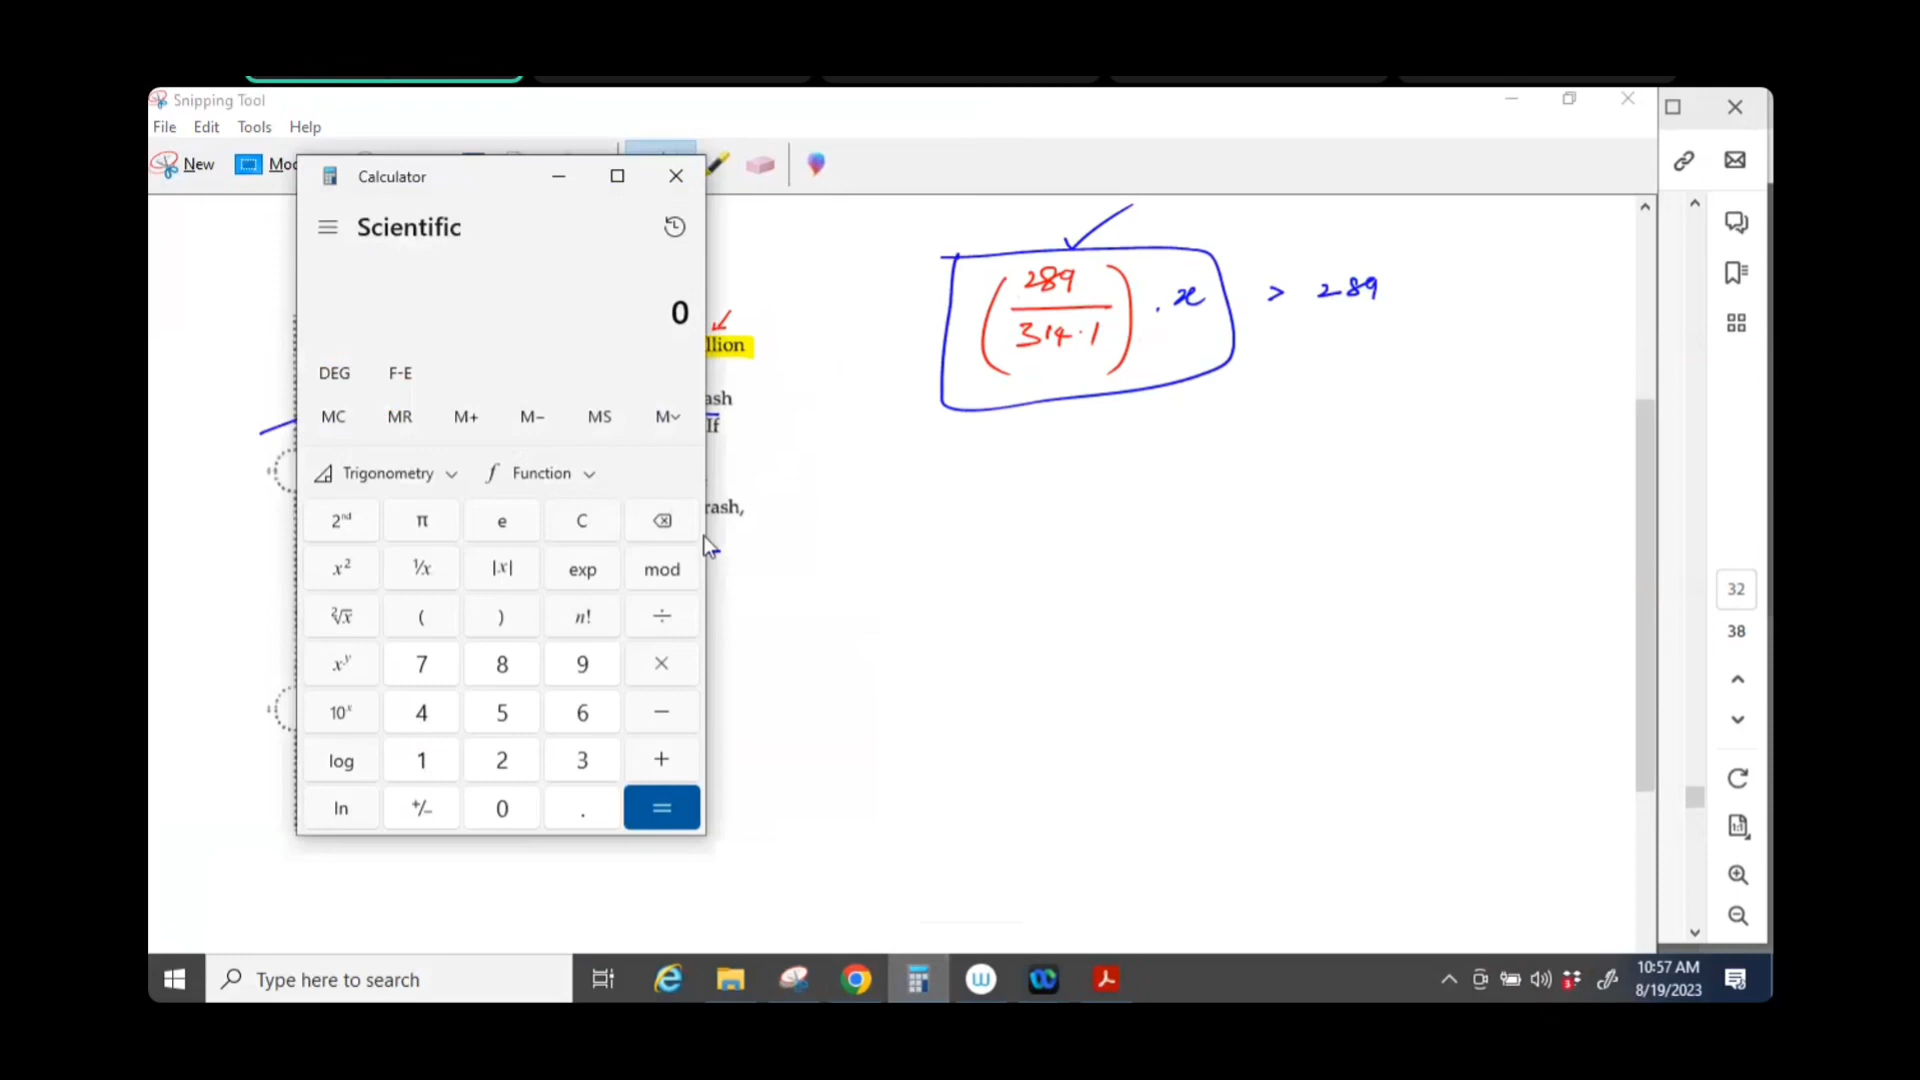 Snipping Tool
File Edit Tools Help
New
Calculator
Scientific
0
DEG F-E
MC MR M+ M− MS M
Trigonometry f Function
2nd π e C
x² ¹/x |x| exp mod
²√x ( ) n! ÷
xʸ 7 8 9 ×
10ˣ 4 5 6 −
log 1 2 3 +
ln +/− 0 . =
(289/314.1) . x > 289
llion
ash
If
rash,
32
38
1:1
Type here to search
10:57 AM
8/19/2023